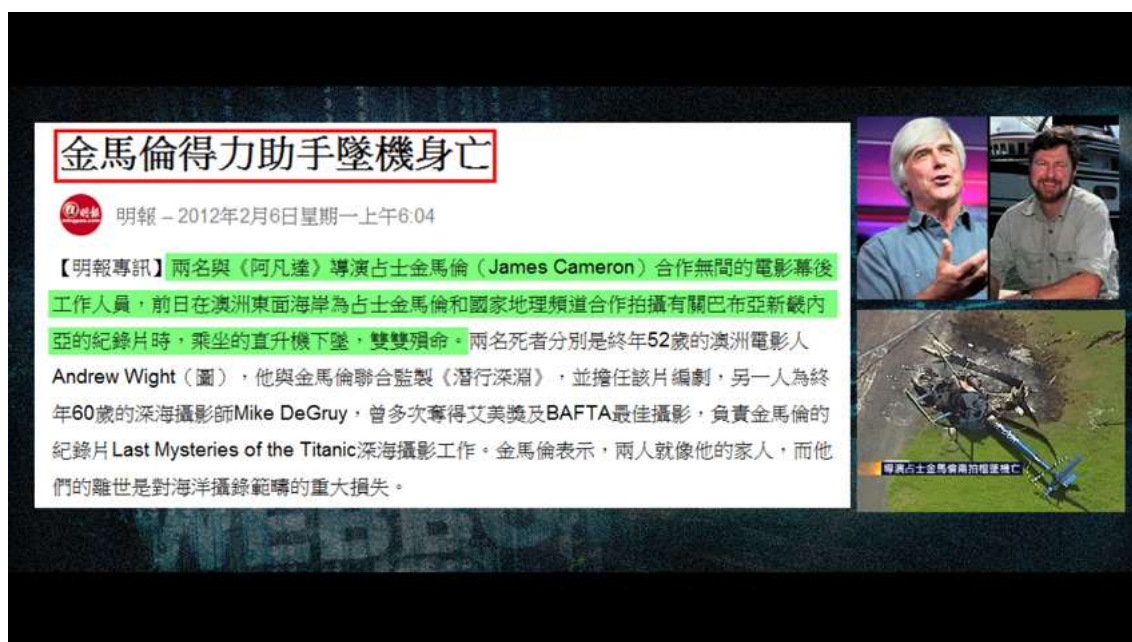 金馬倫得力助手墜機身亡
明報 – 2012年2月6日星期一上午6:04
【明報專訊】兩名與《阿凡達》導演占士金馬倫（James Cameron）合作無間的電影幕後
工作人員，前日在澳洲東面海岸為占士金馬倫和國家地理頻道合作拍攝有關巴布亞新畿內
亞的紀錄片時，乘坐的直升機下墜，雙雙殞命。兩名死者分別是終年52歲的澳洲電影人
Andrew Wight（圖），他與金馬倫聯合監製《潛行深淵》，並擔任該片編劇，另一人為終
年60歲的深海攝影師Mike DeGruy，曾多次奪得艾美獎及BAFTA最佳攝影，負責金馬倫的
紀錄片Last Mysteries of the Titanic深海攝影工作。金馬倫表示，兩人就像他的家人，而他
們的離世是對海洋攝錄範疇的重大損失。
導演占士金馬倫兩拍檔墜機亡